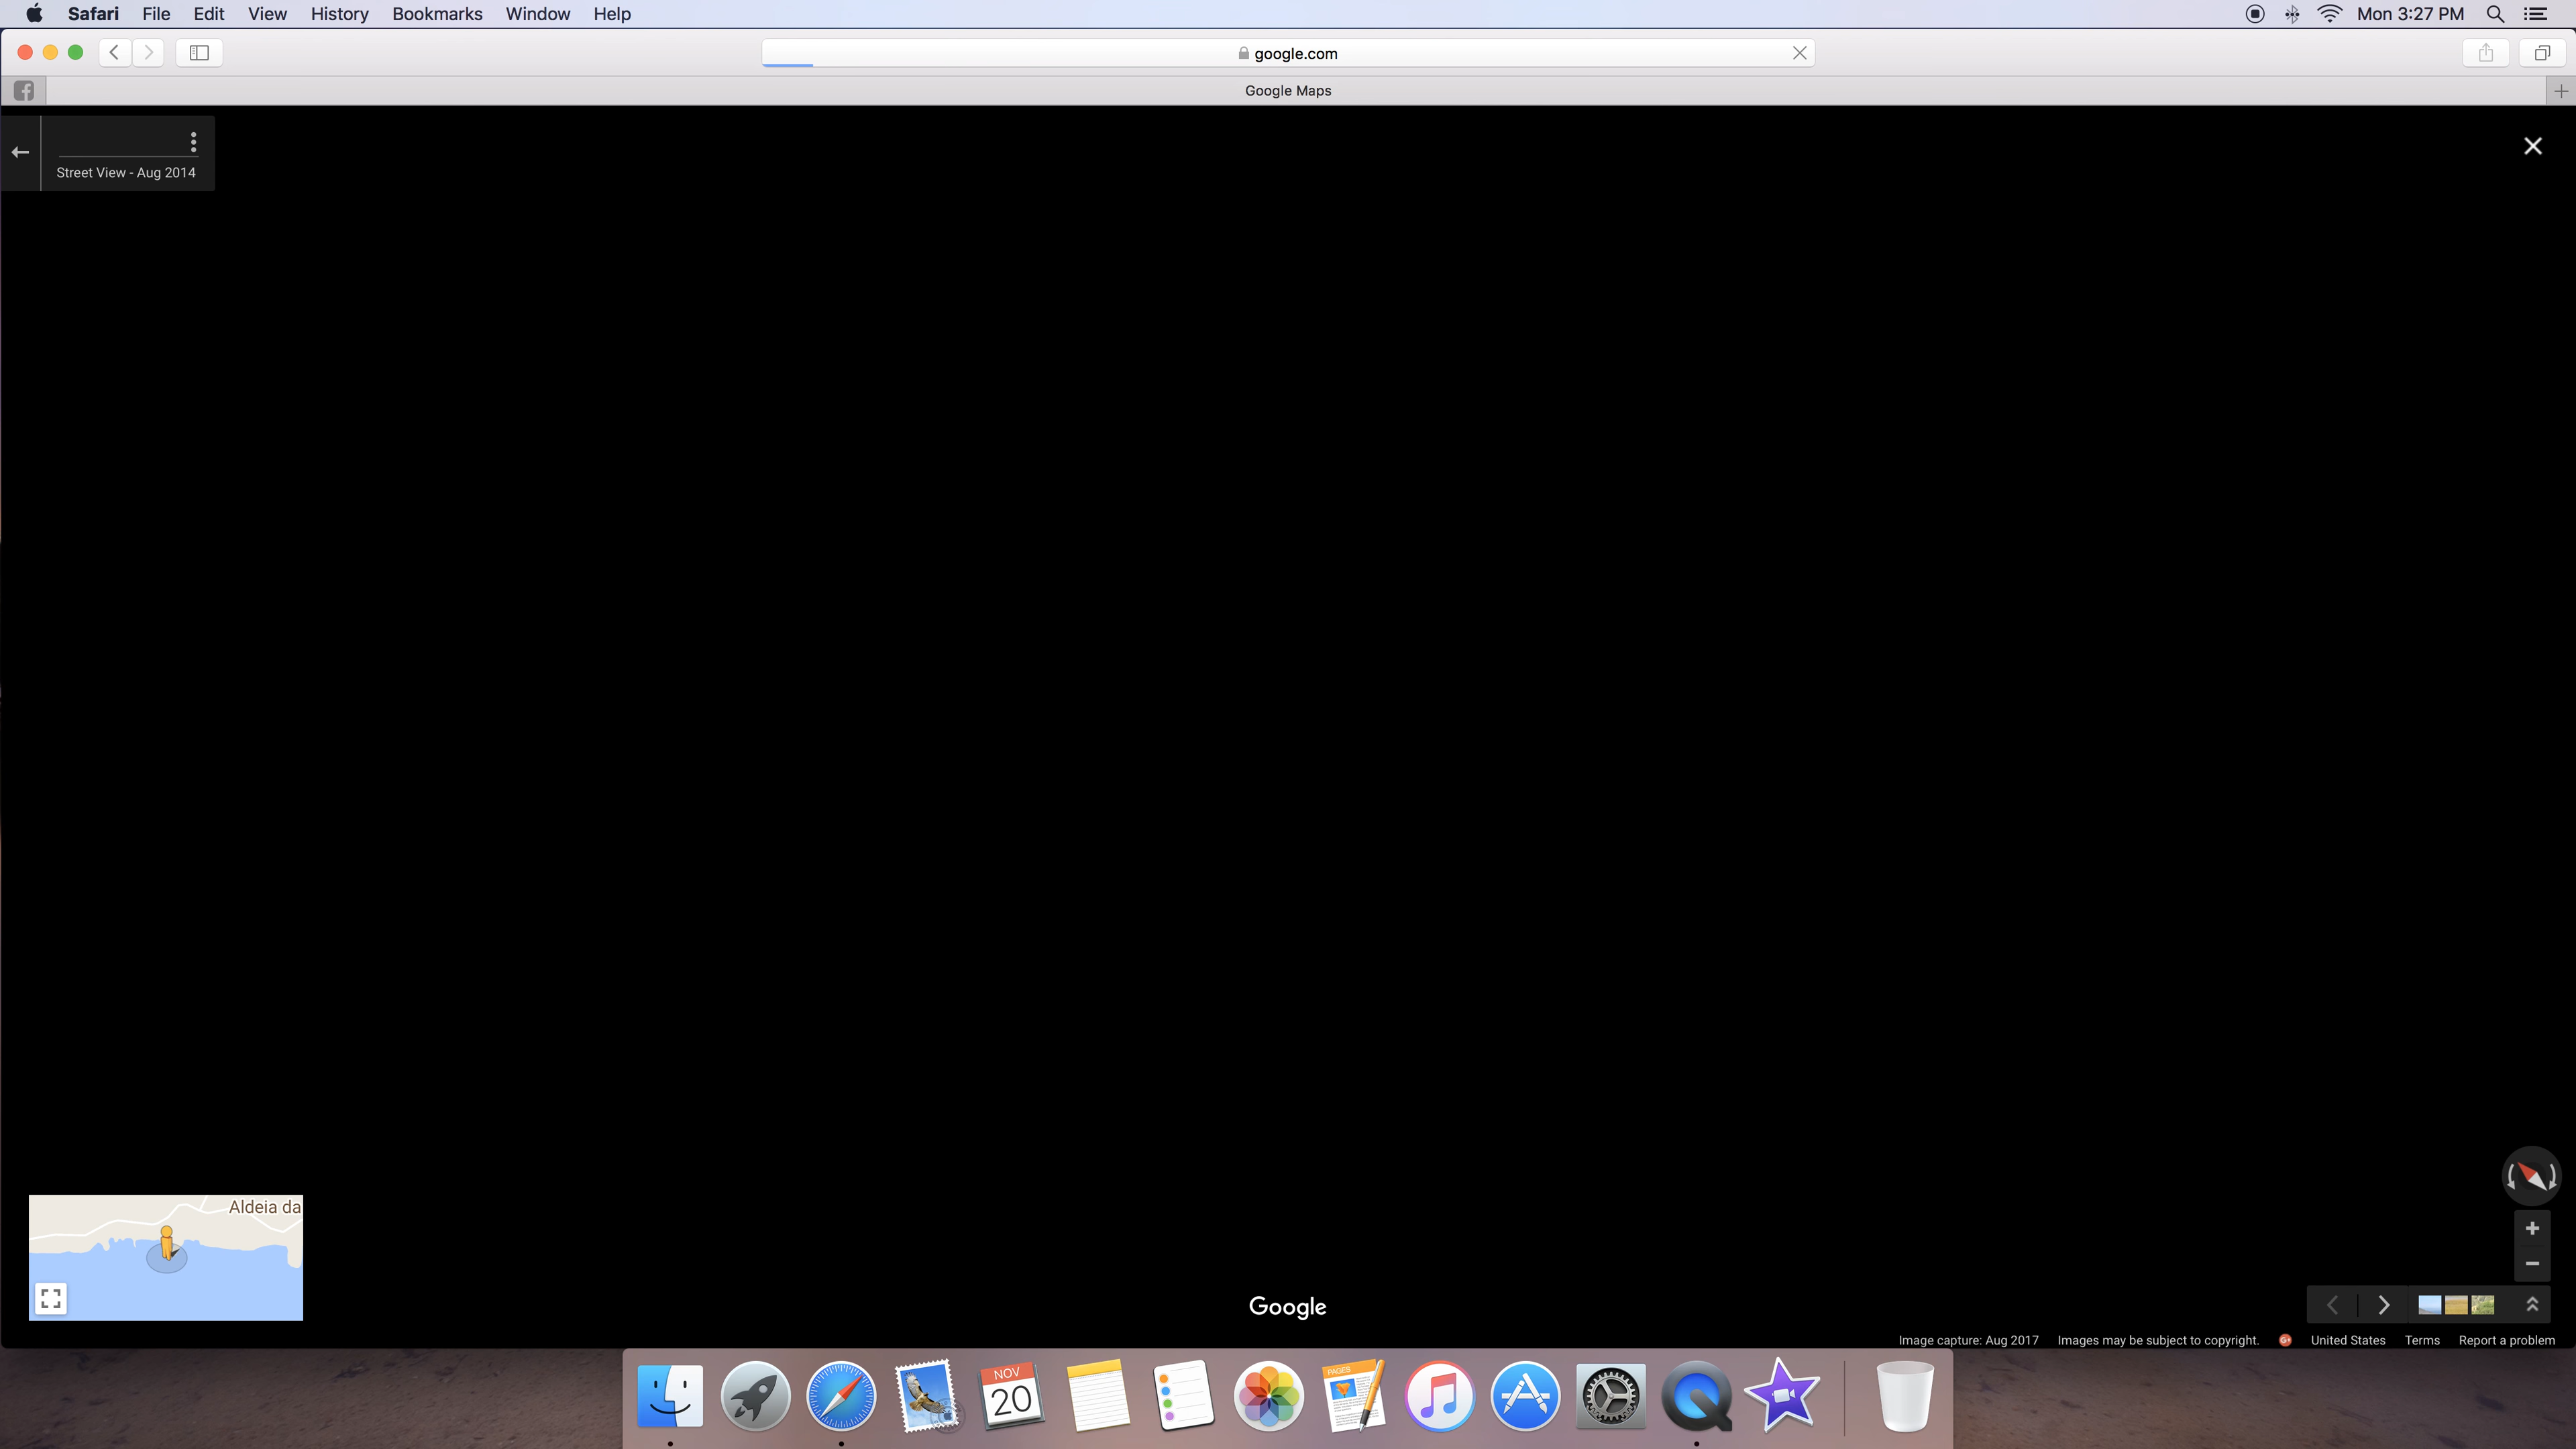 Safari File Edit View History Bookmarks Window Help Mon 3:27 PM
google.com
Google Maps
Street View - Aug 2014
Aldeia da
Google
Image capture: Aug 2017 Images may be subject to copyright. United States Terms Report a problem
NOV
20
PAGES